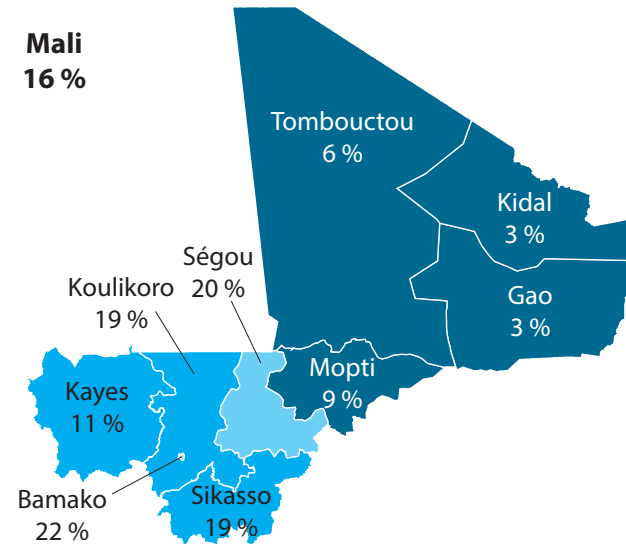 Mali
16 %
Tombouctou
6 %
Kidal
3 %
Ségou
20 %
Koulikoro
19 %
Gao
3 %
Mopti
9 %
Kayes
11 %
Bamako
22 %
Sikasso
19 %